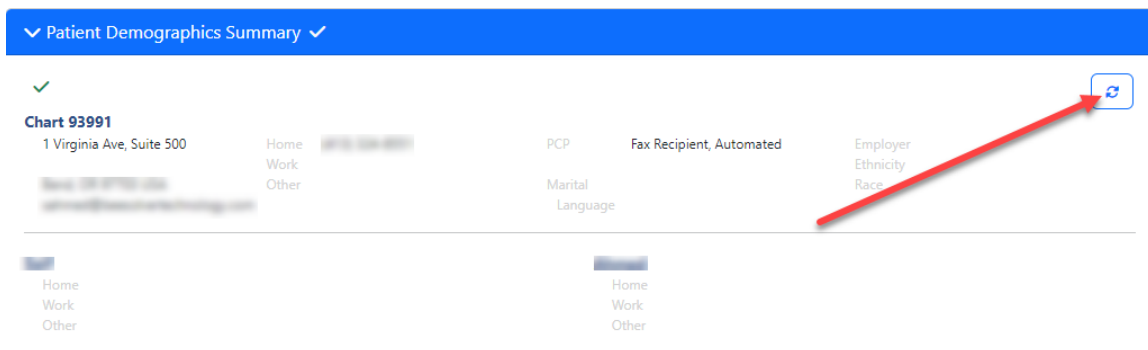 Patient Demographics Summary
Chart 93991
1 Virginia Ave, Suite 500 Home PCP Fax Recipient, Automated Employer
Work Ethnicity
Other Marital Race
Language
Home Home
Work Work
Other Other